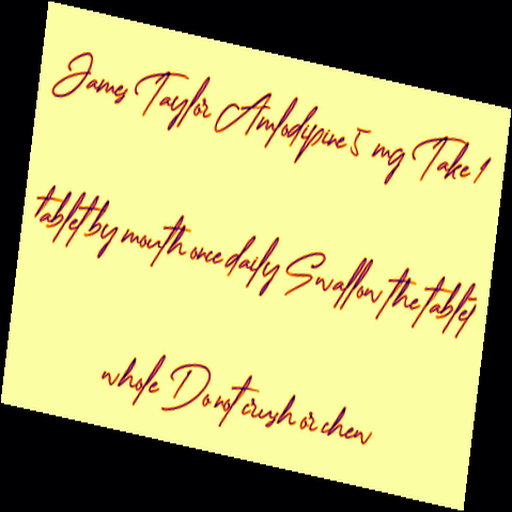 James Taylor Amlodipine 5 mg Take 1
tablet by mouth once daily Swallow the tablet
whole Do not crush or chew